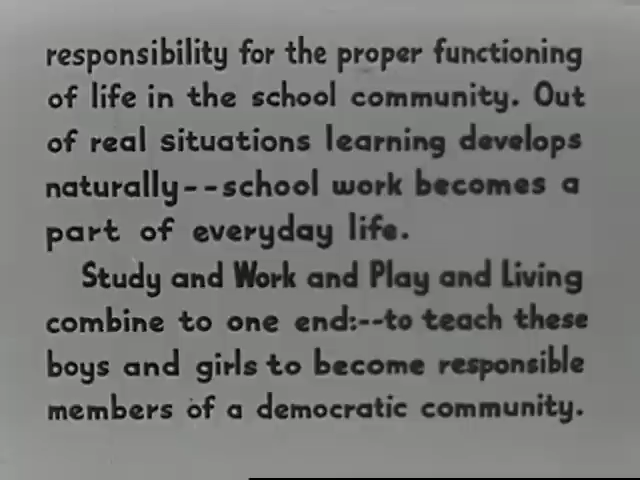 responsibility for the proper functioning
of life in the school community. Out
of real situations learning develops
naturally--school work becomes a
part of everyday life.
Study and Work and Play and Living
combine to one end:--to teach these
boys and girls to become responsible
members of a democratic community.